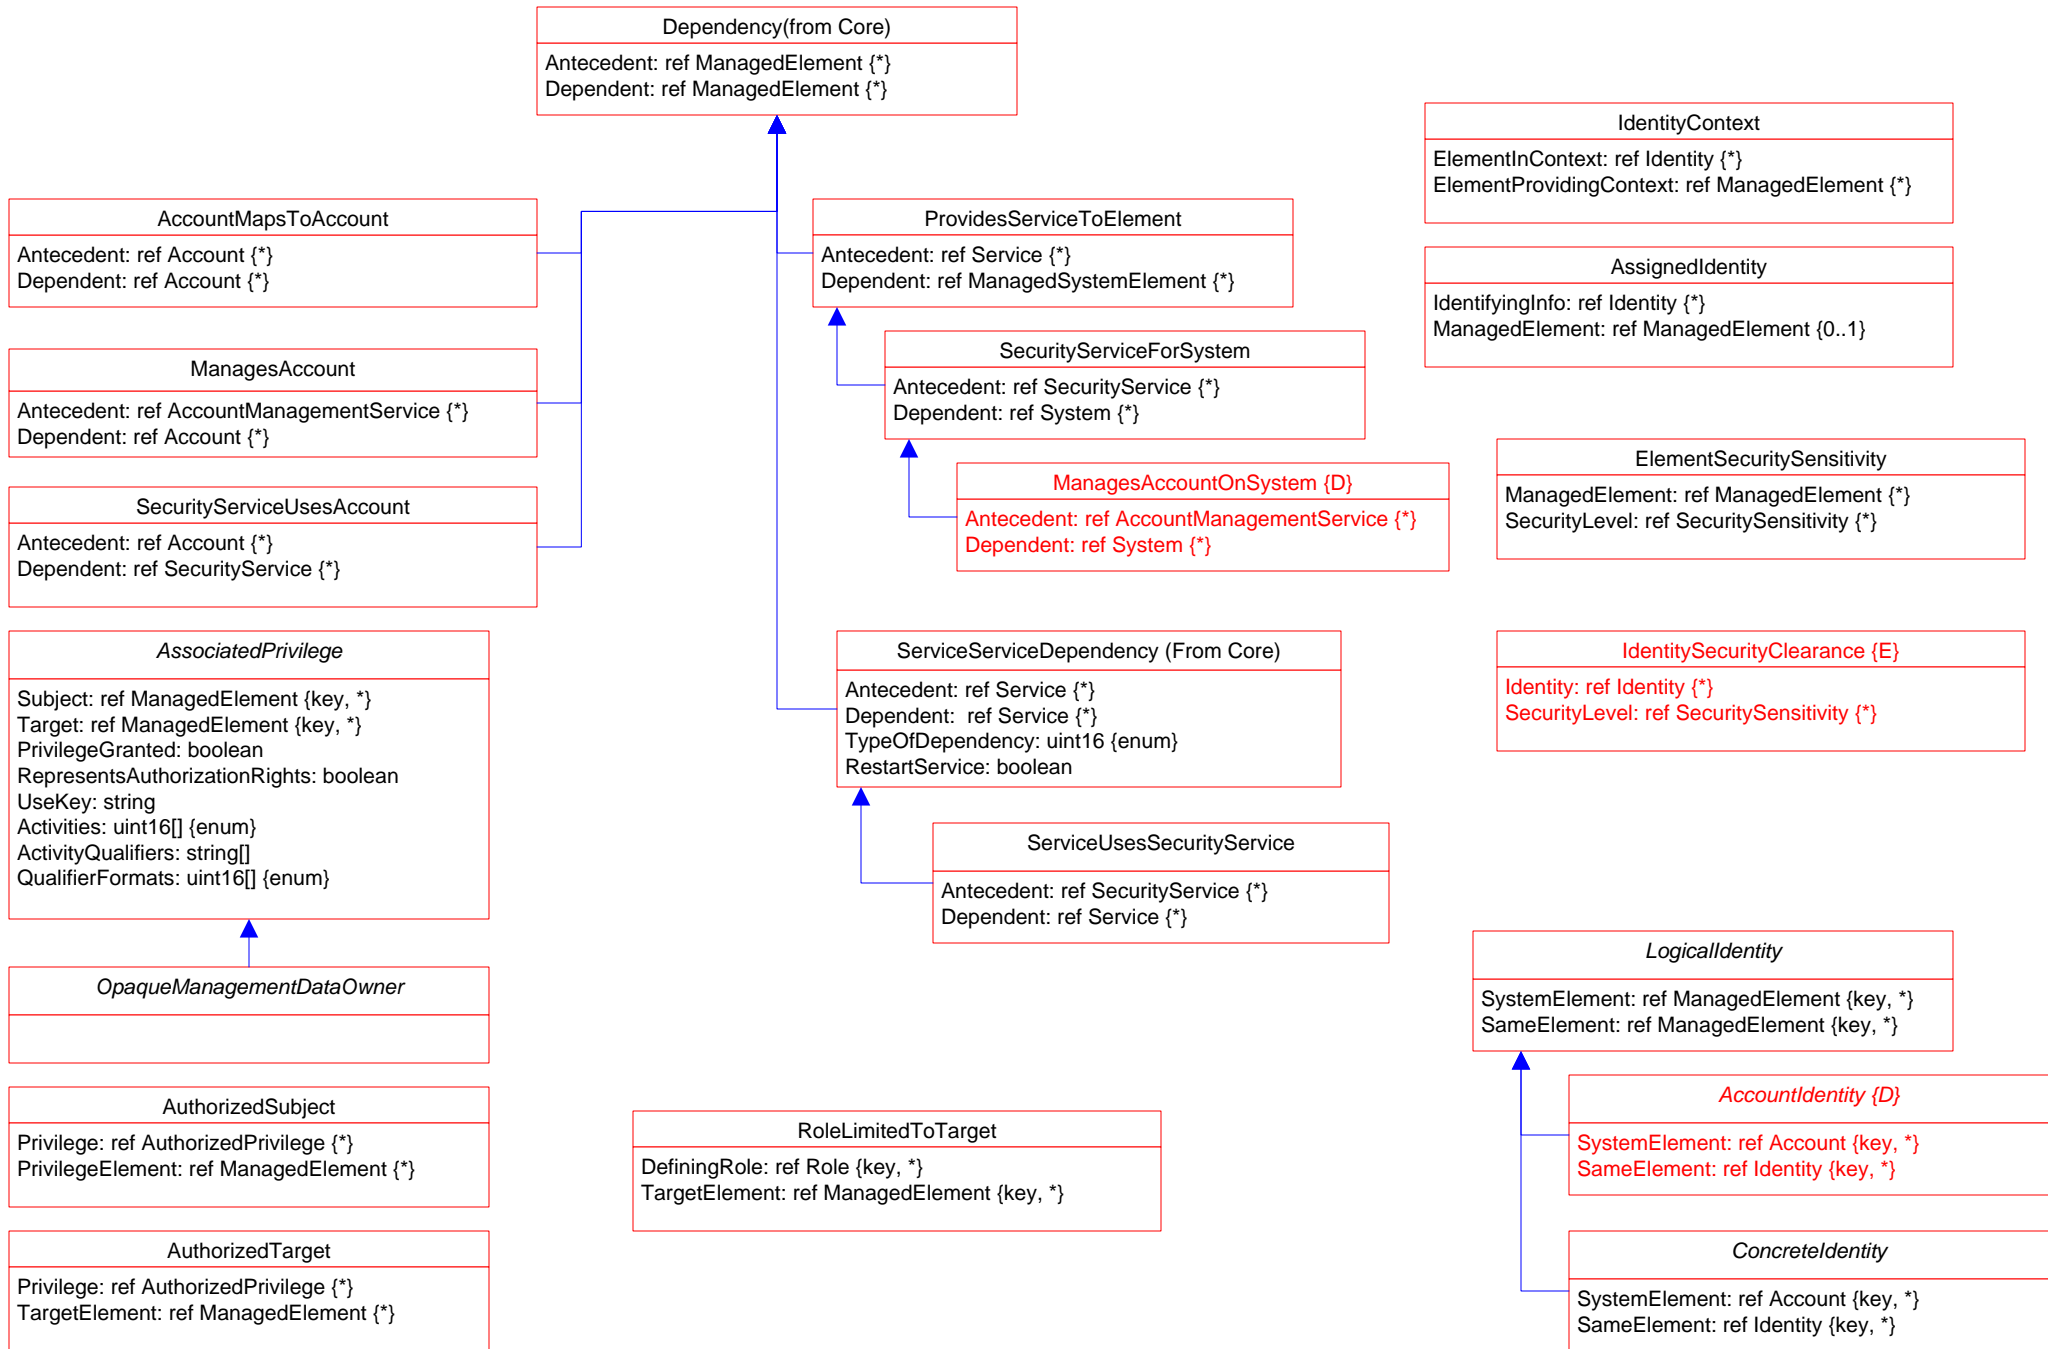 Dependency(from Core)
Antecedent: ref ManagedElement {*}
Dependent: ref ManagedElement {*}
IdentityContext
ElementInContext: ref Identity {*}
ElementProvidingContext: ref ManagedElement {*}
AccountMapsToAccount
Antecedent: ref Account {*}
Dependent: ref Account {*}
ProvidesServiceToElement
Antecedent: ref Service {*}
Dependent: ref ManagedSystemElement {*}
AssignedIdentity
IdentifyingInfo: ref Identity {*}
ManagedElement: ref ManagedElement {0..1}
ManagesAccount
Antecedent: ref AccountManagementService {*}
Dependent: ref Account {*}
SecurityServiceForSystem
Antecedent: ref SecurityService {*}
Dependent: ref System {*}
ElementSecuritySensitivity
ManagedElement: ref ManagedElement {*}
SecurityLevel: ref SecuritySensitivity {*}
ManagesAccountOnSystem {D}
Antecedent: ref AccountManagementService {*}
Dependent: ref System {*}
SecurityServiceUsesAccount
Antecedent: ref Account {*}
Dependent: ref SecurityService {*}
AssociatedPrivilege
Subject: ref ManagedElement {key, *}
Target: ref ManagedElement {key, *}
PrivilegeGranted: boolean
RepresentsAuthorizationRights: boolean
UseKey: string
Activities: uint16[] {enum}
ActivityQualifiers: string[]
QualifierFormats: uint16[] {enum}
ServiceServiceDependency (From Core)
Antecedent: ref Service {*}
Dependent:  ref Service {*}
TypeOfDependency: uint16 {enum}
RestartService: boolean
IdentitySecurityClearance {E}
Identity: ref Identity {*}
SecurityLevel: ref SecuritySensitivity {*}
ServiceUsesSecurityService
Antecedent: ref SecurityService {*}
Dependent: ref Service {*}
OpaqueManagementDataOwner
LogicalIdentity
SystemElement: ref ManagedElement {key, *}
SameElement: ref ManagedElement {key, *}
AuthorizedSubject
Privilege: ref AuthorizedPrivilege {*}
PrivilegeElement: ref ManagedElement {*}
RoleLimitedToTarget
DefiningRole: ref Role {key, *}
TargetElement: ref ManagedElement {key, *}
AccountIdentity {D}
SystemElement: ref Account {key, *}
SameElement: ref Identity {key, *}
AuthorizedTarget
Privilege: ref AuthorizedPrivilege {*}
TargetElement: ref ManagedElement {*}
ConcreteIdentity
SystemElement: ref Account {key, *}
SameElement: ref Identity {key, *}